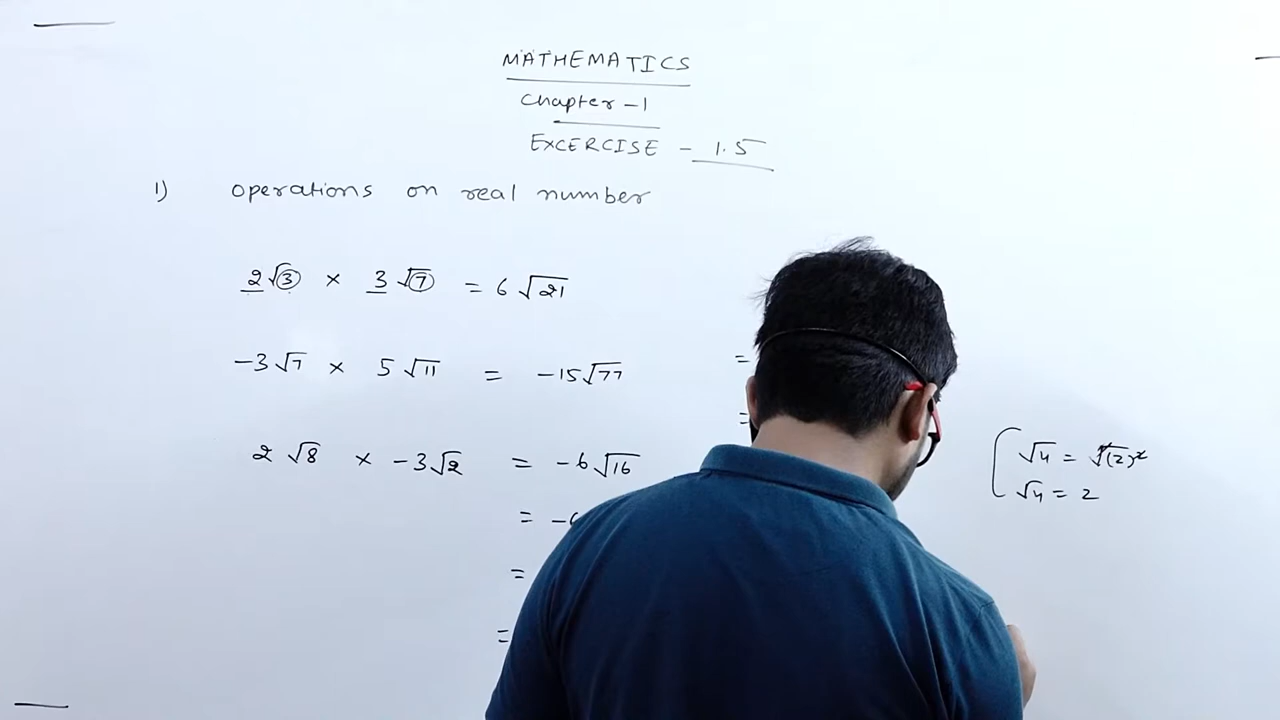 MATHEMATICS
Chapter - 1
EXCERCISE - 1.5
1) operations on real number
2√3 × 3√7 = 6√21
-3√7 × 5√11 = -15√77
=
=
2√8 × -3√2 = -6√16
= -6
=
=
√4 = √(2)²
√4 = 2